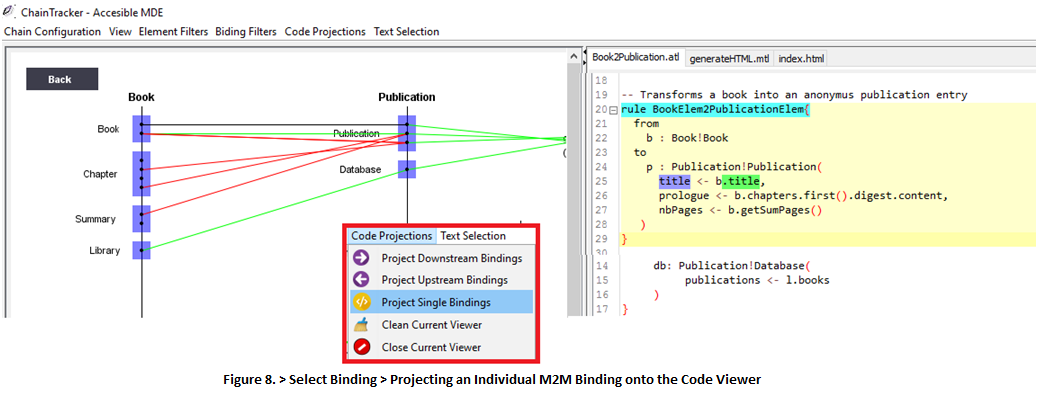 ChainTracker - Accesible MDE
Chain Configuration View Element Filters Biding Filters Code Projections Text Selection
Back
Book
Publication
Book
Chapter
Summary
Library
Publication
Database
Code Projections Text Selection
Project Downstream Bindings
Project Upstream Bindings
Project Single Bindings
Clean Current Viewer
Close Current Viewer
Book2Publication.atl generateHTML.mtl index.html
18
19 -- Transforms a book into an anonymus publication entry
20 rule BookElem2PublicationElem{
21 from
22 b : Book!Book
23 to
24 p : Publication!Publication(
25 title <- b.title,
26 prologue <- b.chapters.first().digest.content,
27 nbPages <- b.getSumPages()
28 )
29 }
30
14 db: Publication!Database(
15 publications <- l.books
16 )
17 }
Figure 8. > Select Binding > Projecting an Individual M2M Binding onto the Code Viewer